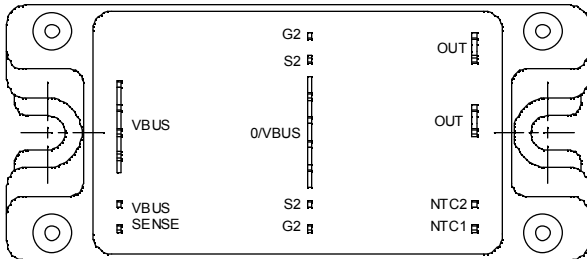 G2
S2
OUT
VBUS
0/VBUS
OUT
VBUS
SENSE
S2
G2
NTC2
NTC1